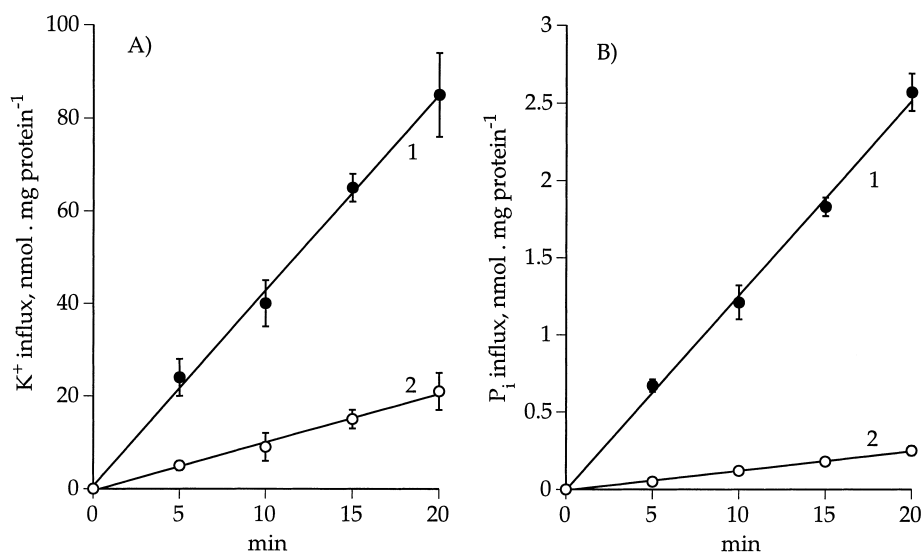 A)
K⁺ influx, nmol . mg protein⁻¹
100
80
60
40
20
0
1
2
0 5 10 15 20
min
B)
Pᵢ influx, nmol . mg protein⁻¹
3
2.5
2
1.5
1
0.5
0
1
2
0 5 10 15 20
min